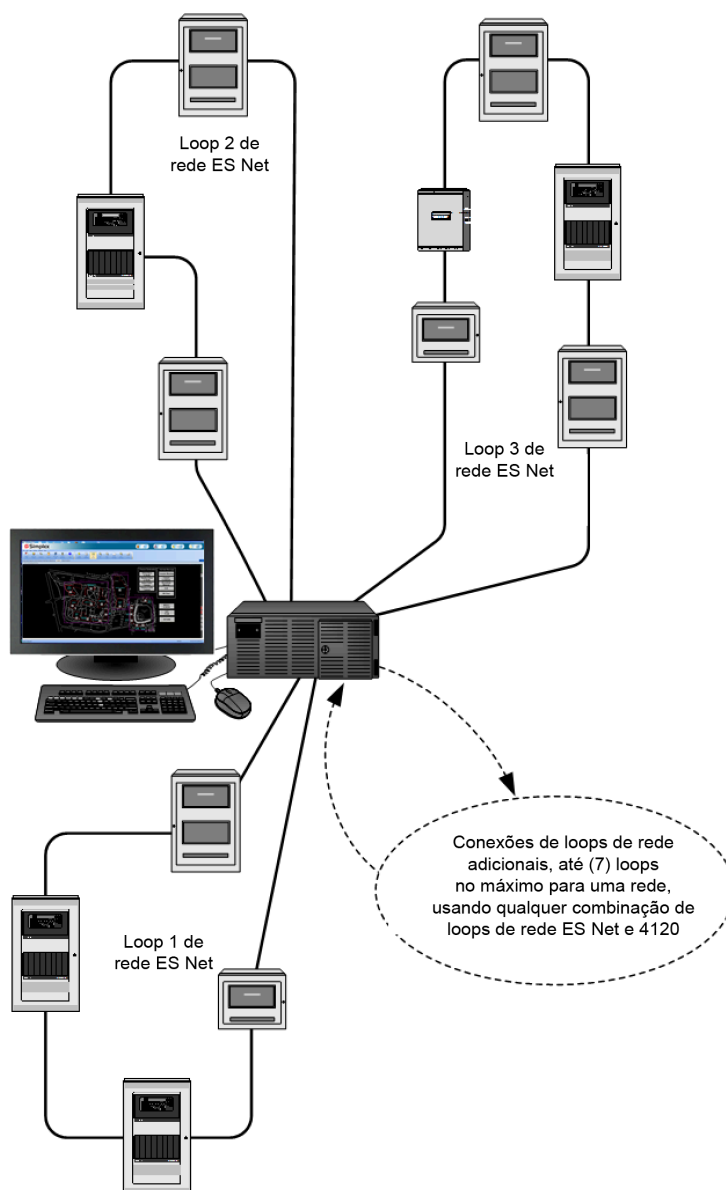 Loop 2 de
rede ES Net
Loop 3 de
rede ES Net
Simplex
Conexões de loops de rede
adicionais, até (7) loops
no máximo para uma rede,
usando qualquer combinação de
loops de rede ES Net e 4120
Loop 1 de
rede ES Net